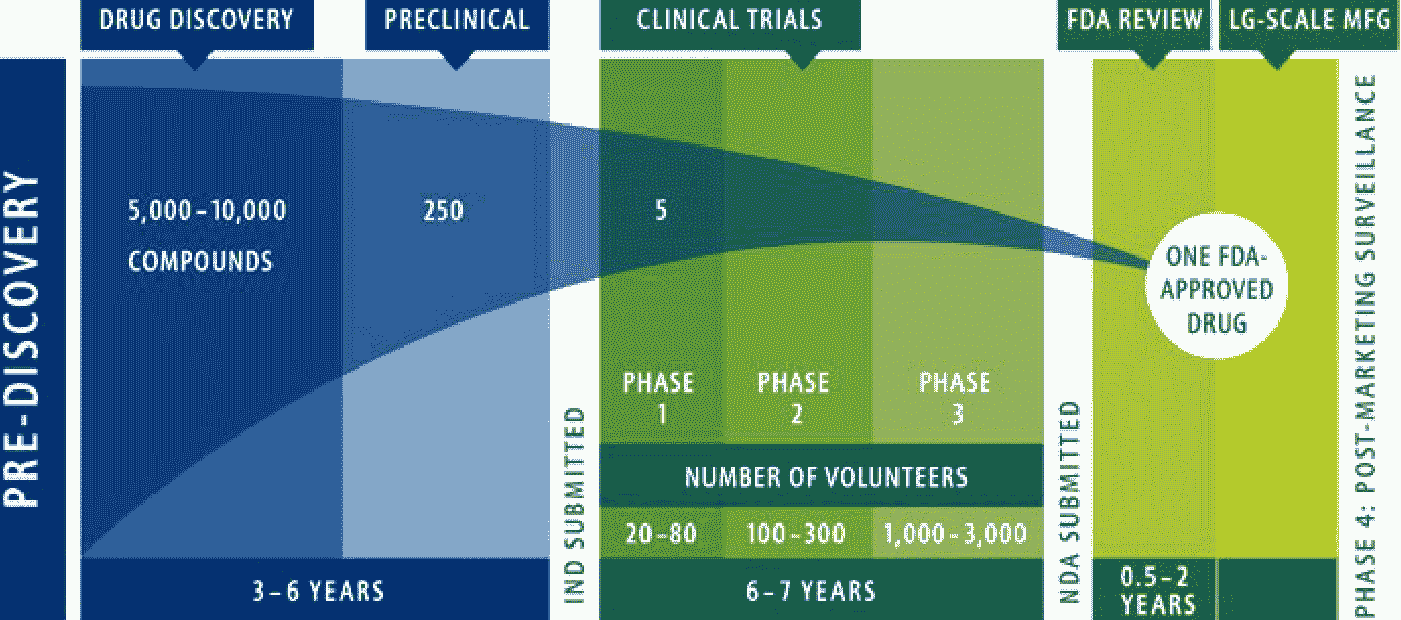 DRUG DISCOVERY
PRECLINICAL
CLINICAL TRIALS
FDA REVIEW
LG-SCALE MFG
PRE-DISCOVERY
5,000–10,000
COMPOUNDS
250
5
ONE FDA-
APPROVED
DRUG
PHASE
1
PHASE
2
PHASE
3
IND SUBMITTED
NUMBER OF VOLUNTEERS
20–80
100–300
1,000–3,000
NDA SUBMITTED
PHASE 4: POST-MARKETING SURVEILLANCE
3–6 YEARS
6–7 YEARS
0.5–2
YEARS